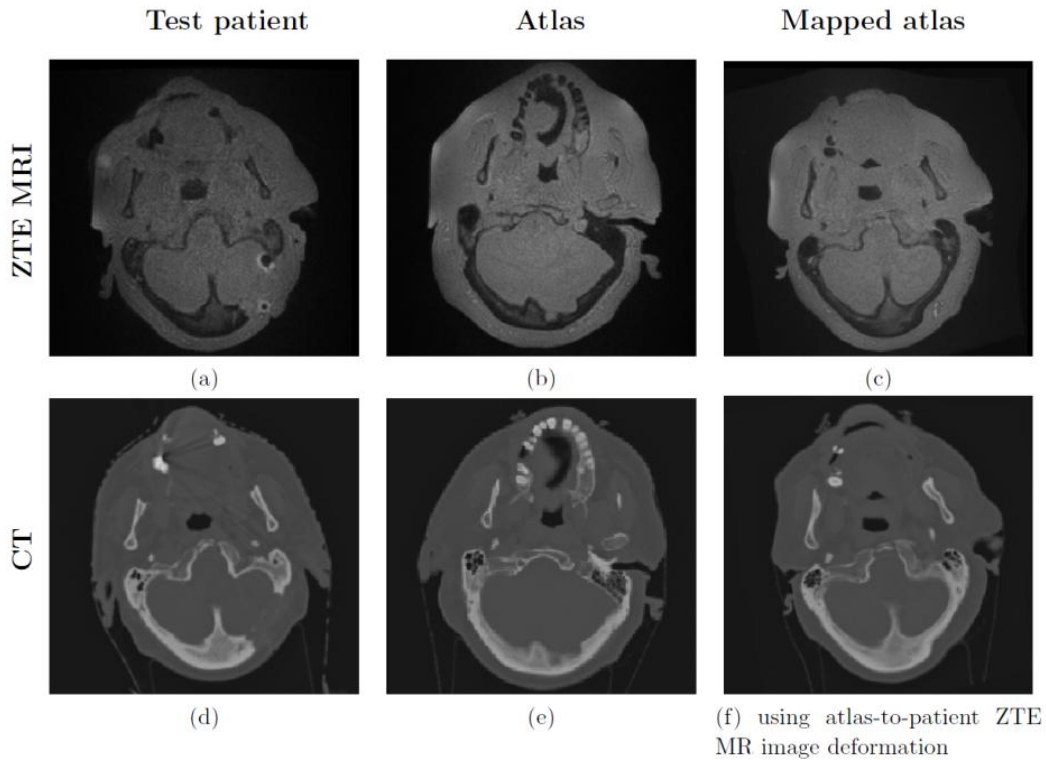 Test patient Atlas Mapped atlas
ZTE MRI
(a) (b) (c)
CT
(d) (e) (f) using atlas-to-patient ZTE
MR image deformation